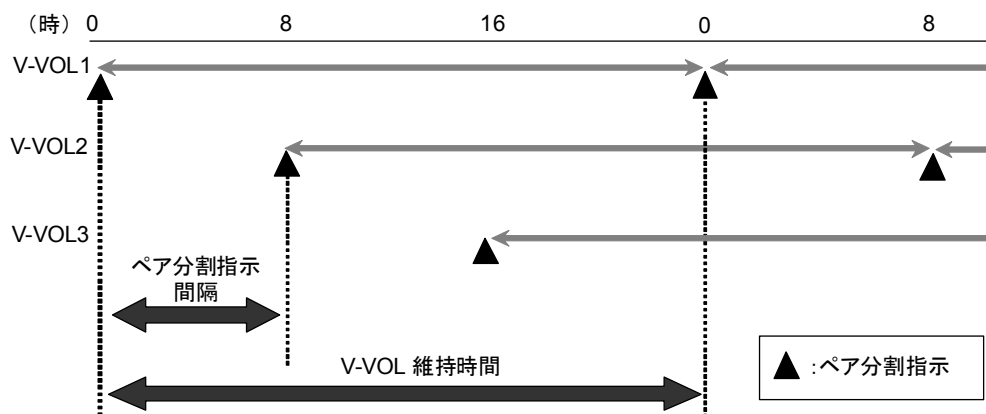 （時） 0 8 16 0 8
V-VOL1
V-VOL2
V-VOL3
ペア分割指示
間隔
V-VOL 維持時間
▲ :ペア分割指示